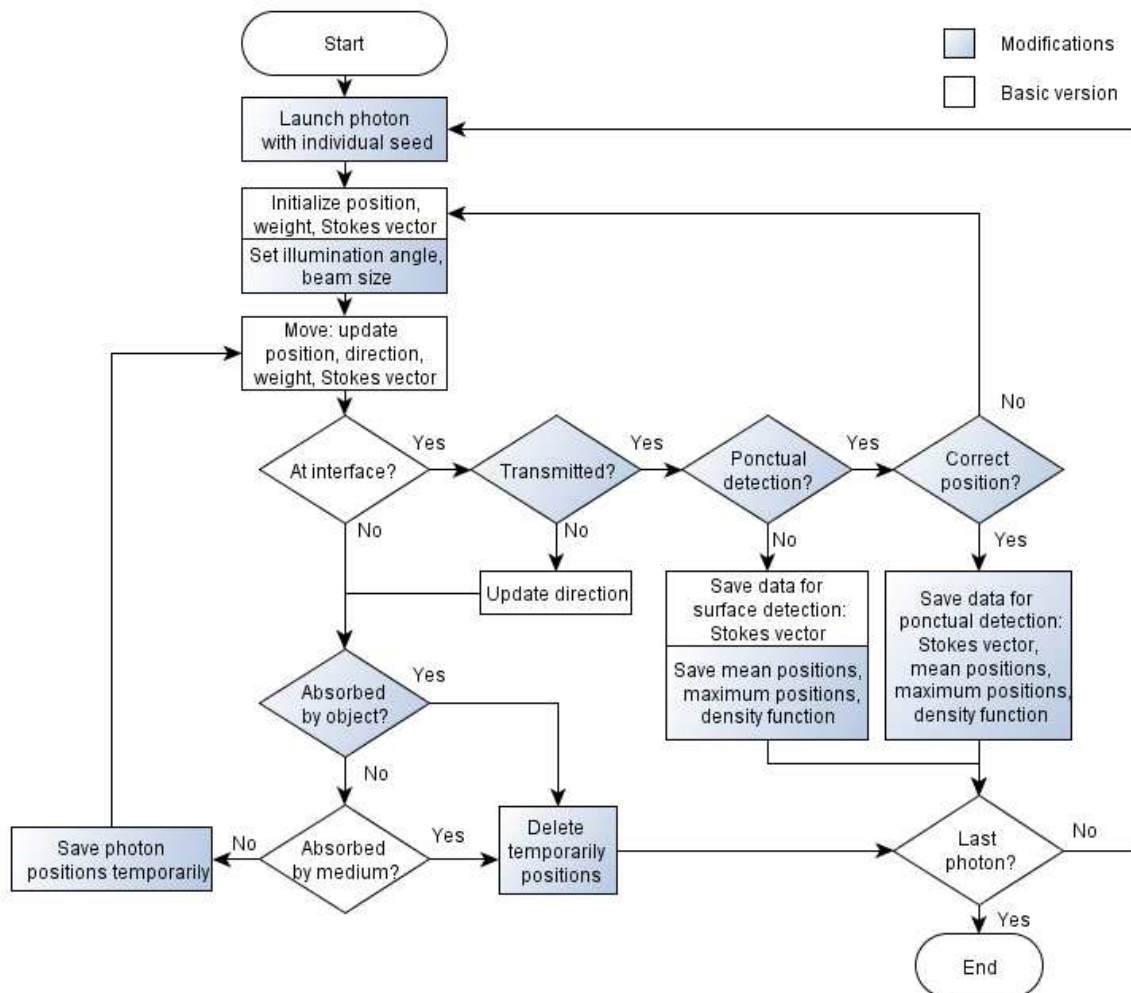 Start
Modifications
Basic version
Launch photon
with individual seed
Initialize position,
weight, Stokes vector
Set illumination angle,
beam size
Move: update
position, direction,
weight, Stokes vector
No
At interface?
Yes
Transmitted?
Yes
Ponctual
detection?
Yes
Correct
position?
No
No
No
Yes
Update direction
Save data for
surface detection:
Stokes vector
Save mean positions,
maximum positions,
density function
Save data for
ponctual detection:
Stokes vector,
mean positions,
maximum positions,
density function
Absorbed
by object?
Yes
No
Save photon
positions temporarily
No
Absorbed
by medium?
Yes
Delete
temporarily
positions
Last
photon?
No
Yes
End